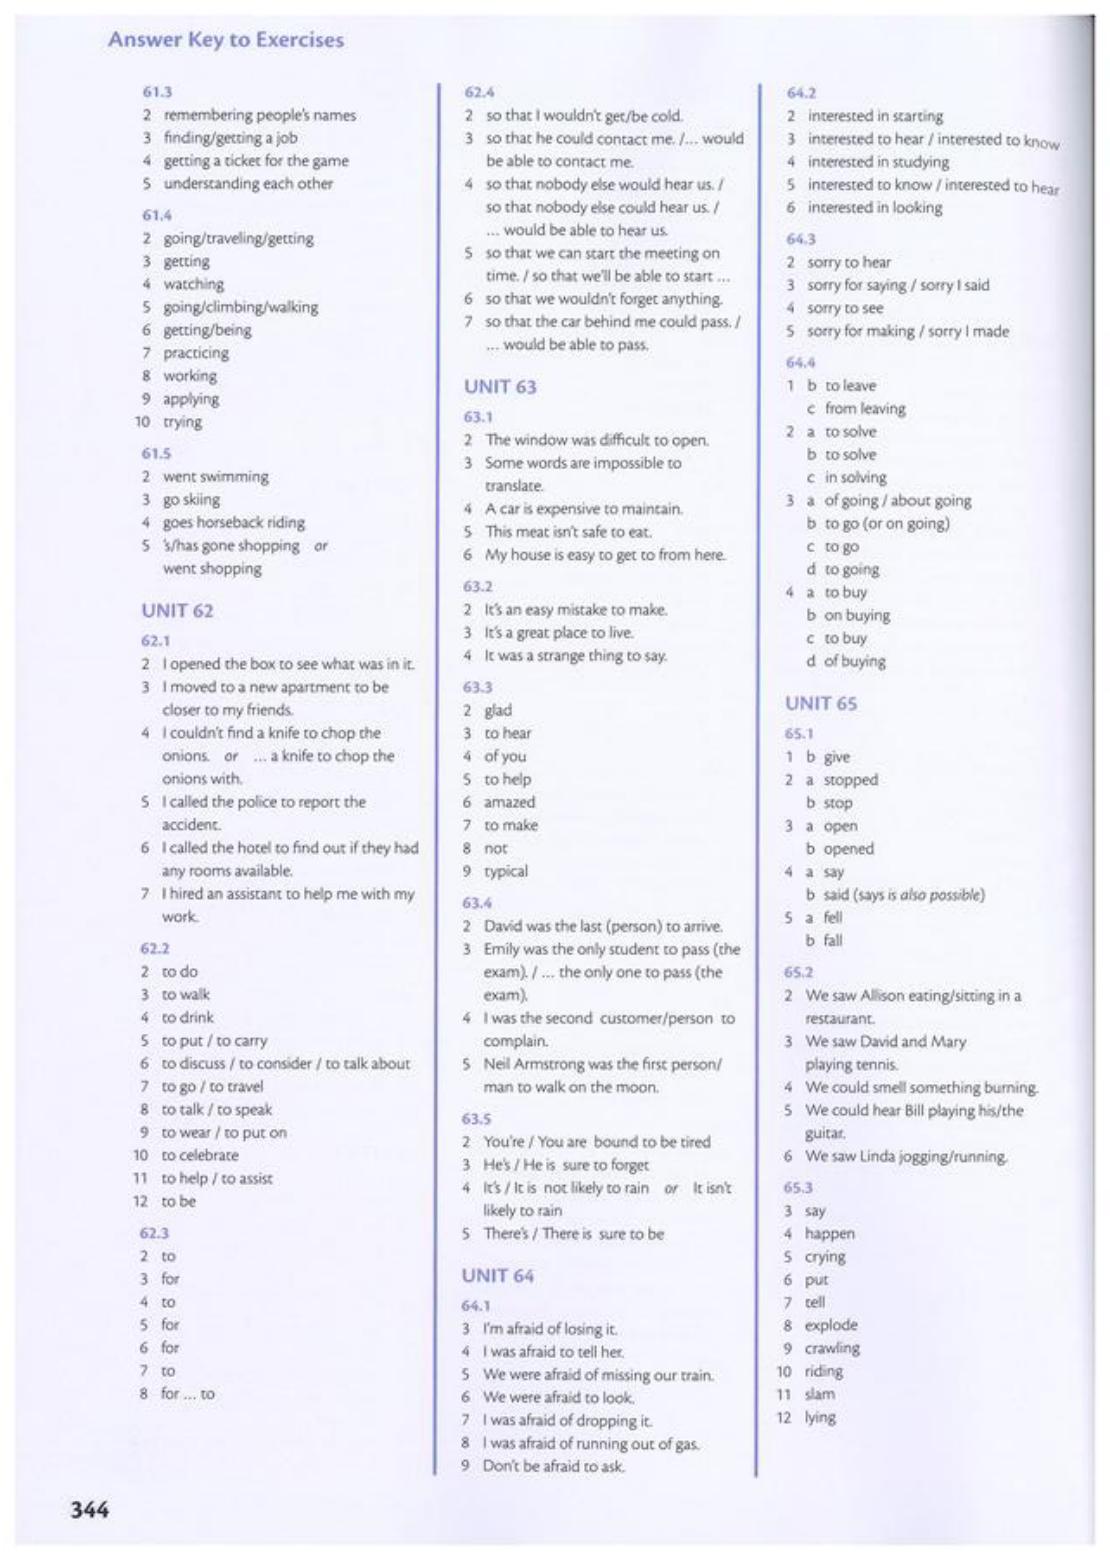 Answer Key to Exercises
61.3
2 remembering people's names
3 finding/getting a job
4 getting a ticket for the game
5 understanding each other
61.4
2 going/traveling/getting
3 getting
4 watching
5 going/climbing/walking
6 getting/being
7 practicing
8 working
9 applying
10 trying
61.5
2 went swimming
3 go skiing
4 goes horseback riding
5 's/has gone shopping or
went shopping
UNIT 62
62.1
2 I opened the box to see what was in it.
3 I moved to a new apartment to be
closer to my friends.
4 I couldn't find a knife to chop the
onions. or ... a knife to chop the
onions with.
5 I called the police to report the
accident.
6 I called the hotel to find out if they had
any rooms available.
7 I hired an assistant to help me with my
work.
62.2
2 to do
3 to walk
4 to drink
5 to put / to carry
6 to discuss / to consider / to talk about
7 to go / to travel
8 to talk / to speak
9 to wear / to put on
10 to celebrate
11 to help / to assist
12 to be
62.3
2 to
3 for
4 to
5 for
6 for
7 to
8 for ... to
62.4
2 so that I wouldn't get/be cold.
3 so that he could contact me. /... would
be able to contact me.
4 so that nobody else would hear us. /
so that nobody else could hear us. /
... would be able to hear us.
5 so that we can start the meeting on
time. / so that we'll be able to start ...
6 so that we wouldn't forget anything.
7 so that the car behind me could pass. /
... would be able to pass.
UNIT 63
63.1
2 The window was difficult to open.
3 Some words are impossible to
translate.
4 A car is expensive to maintain.
5 This meat isn't safe to eat.
6 My house is easy to get to from here.
63.2
2 It's an easy mistake to make.
3 It's a great place to live.
4 It was a strange thing to say.
63.3
2 glad
3 to hear
4 of you
5 to help
6 amazed
7 to make
8 not
9 typical
63.4
2 David was the last (person) to arrive.
3 Emily was the only student to pass (the
exam). / ... the only one to pass (the
exam).
4 I was the second customer/person to
complain.
5 Neil Armstrong was the first person/
man to walk on the moon.
63.5
2 You're / You are bound to be tired
3 He's / He is sure to forget
4 It's / It is not likely to rain or It isn't
likely to rain
5 There's / There is sure to be
UNIT 64
64.1
3 I'm afraid of losing it.
4 I was afraid to tell her.
5 We were afraid of missing our train.
6 We were afraid to look.
7 I was afraid of dropping it.
8 I was afraid of running out of gas.
9 Don't be afraid to ask.
64.2
2 interested in starting
3 interested to hear / interested to know
4 interested in studying
5 interested to know / interested to hear
6 interested in looking
64.3
2 sorry to hear
3 sorry for saying / sorry I said
4 sorry to see
5 sorry for making / sorry I made
64.4
1 b to leave
c from leaving
2 a to solve
b to solve
c in solving
3 a of going / about going
b to go (or on going)
c to go
d to going
4 a to buy
b on buying
c to buy
d of buying
UNIT 65
65.1
1 b give
2 a stopped
b stop
3 a open
b opened
4 a say
b said (says is also possible)
5 a fell
b fall
65.2
2 We saw Allison eating/sitting in a
restaurant.
3 We saw David and Mary
playing tennis.
4 We could smell something burning.
5 We could hear Bill playing his/the
guitar.
6 We saw Linda jogging/running.
65.3
3 say
4 happen
5 crying
6 put
7 tell
8 explode
9 crawling
10 riding
11 slam
12 lying
344